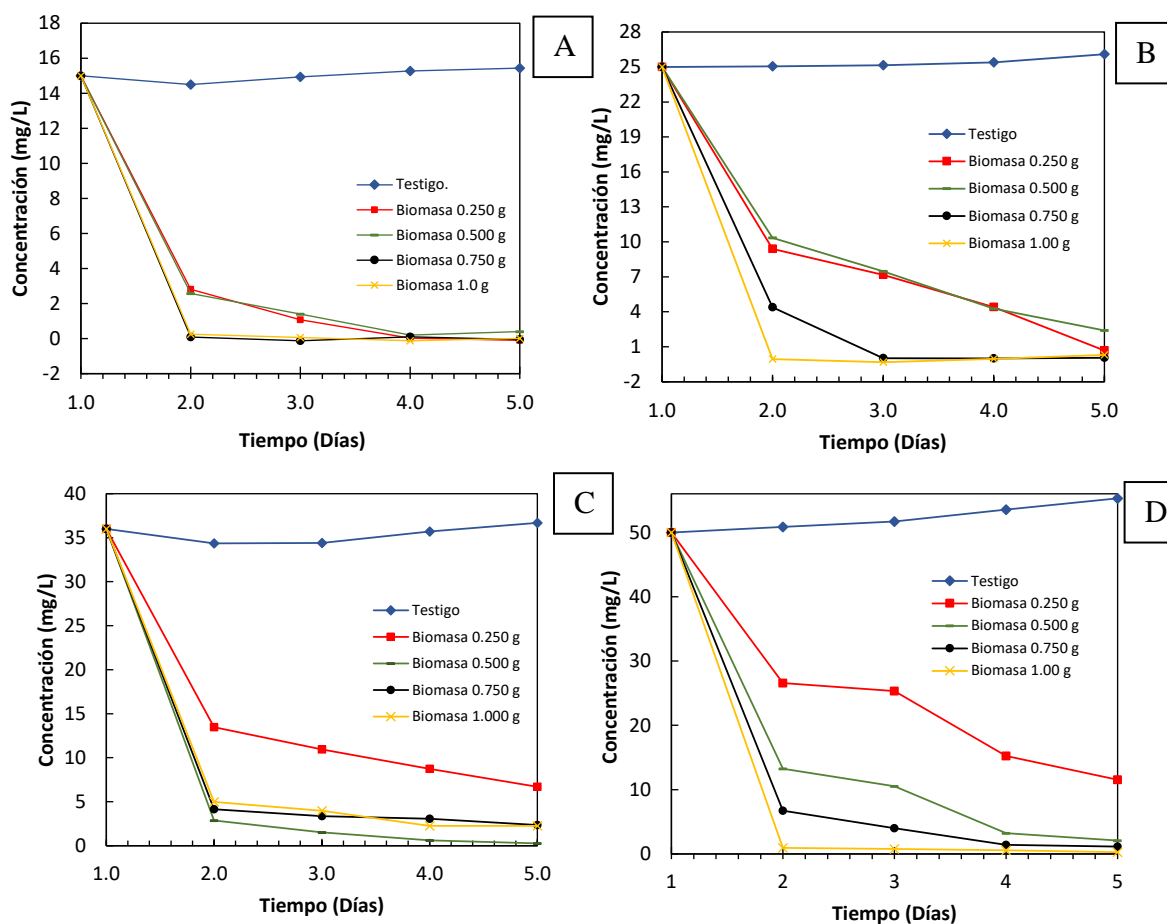 A
Concentración (mg/L)
18
16
14
12
10
8
6
4
2
0
-2
1.0 2.0 3.0 4.0 5.0
Tiempo (Días)
Testigo.
Biomasa 0.250 g
Biomasa 0.500 g
Biomasa 0.750 g
Biomasa 1.0 g
B
Concentración (mg/L)
28
25
22
19
16
13
10
7
4
1
-2
1.0 2.0 3.0 4.0 5.0
Tiempo (Días)
Testigo
Biomasa 0.250 g
Biomasa 0.500 g
Biomasa 0.750 g
Biomasa 1.00 g
C
Concentración (mg/L)
40
35
30
25
20
15
10
5
0
1.0 2.0 3.0 4.0 5.0
Tiempo (Días)
Testigo
Biomasa 0.250 g
Biomasa 0.500 g
Biomasa 0.750 g
Biomasa 1.000 g
D
Concentración (mg/L)
50
40
30
20
10
0
1 2 3 4 5
Tiempo (Días)
Testigo
Biomasa 0.250 g
Biomasa 0.500 g
Biomasa 0.750 g
Biomasa 1.00 g